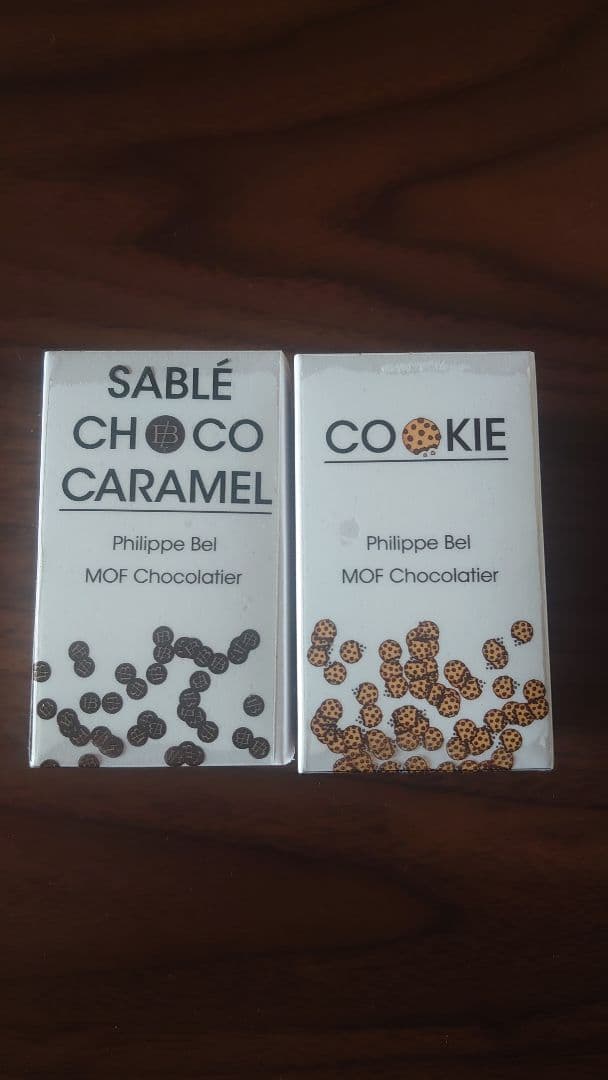 SABLÉ
CHOCO
CARAMEL
Philippe Bel
MOF Chocolatier
COOKIE
Philippe Bel
MOF Chocolatier